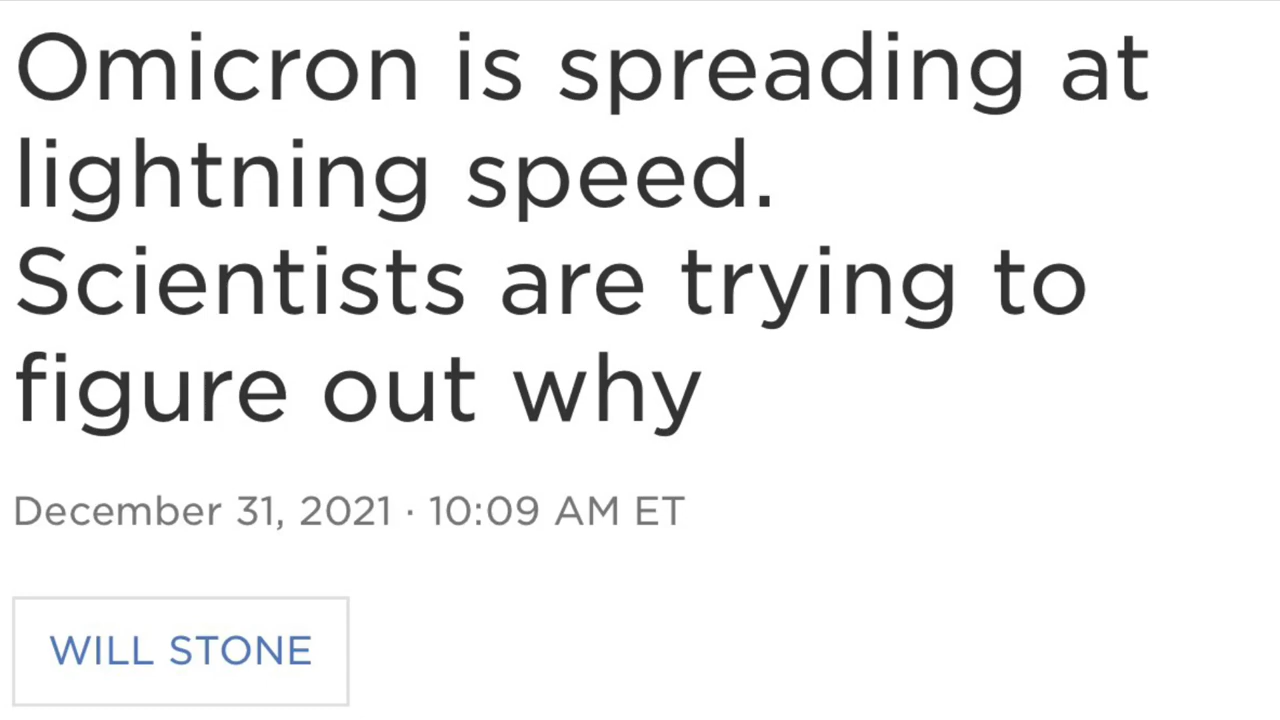 Omicron is spreading at
lightning speed.
Scientists are trying to
figure out why
December 31, 2021 · 10:09 AM ET
WILL STONE